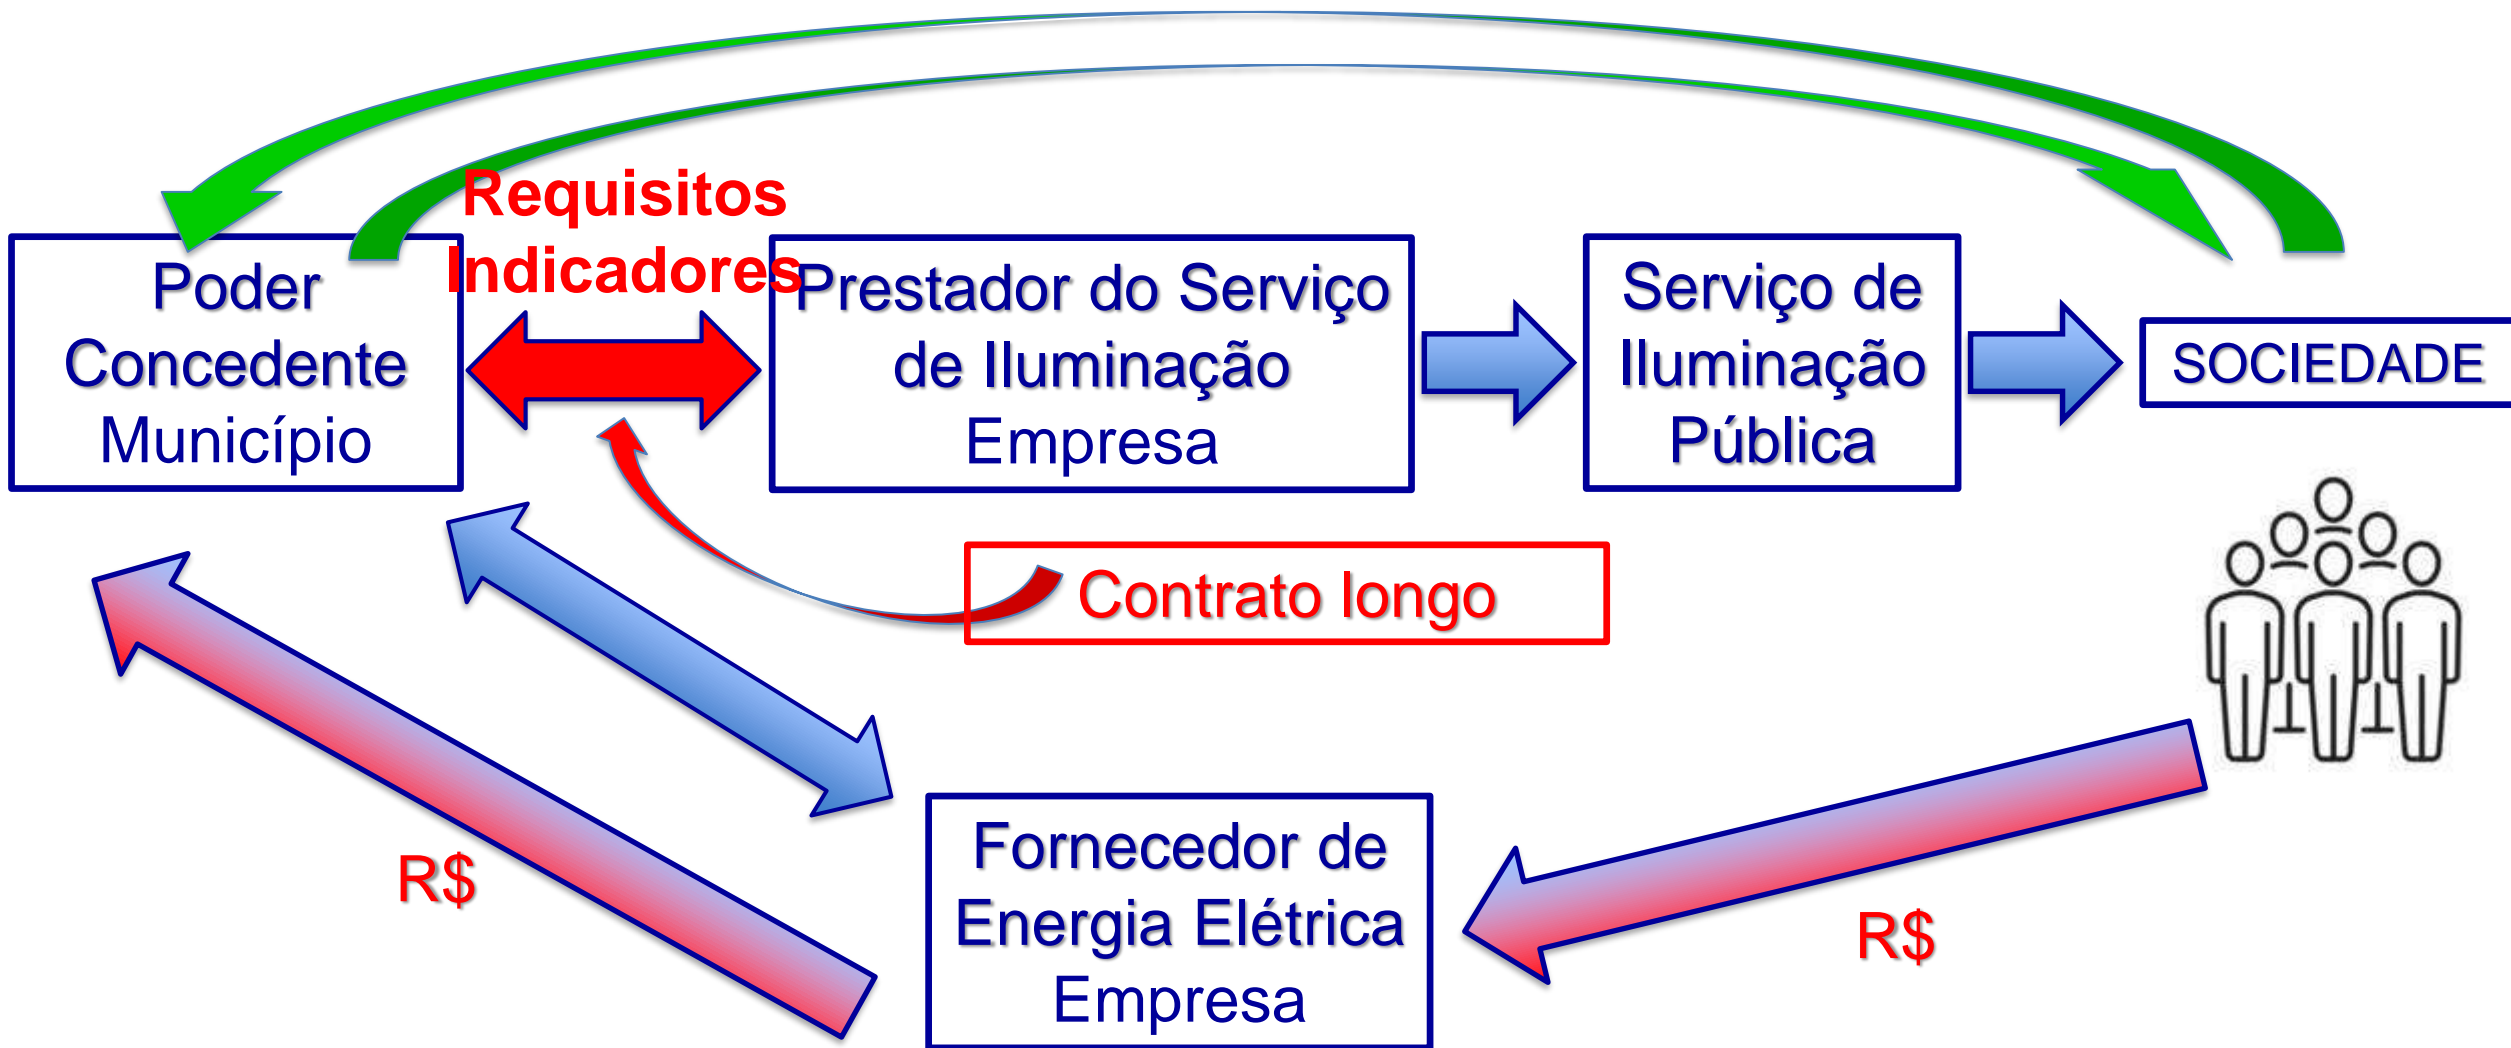 Requisitos
Indicadores
Poder
Concedente
Município
Prestador do Serviço
de Iluminação
Empresa
Serviço de
Iluminação
Pública
SOCIEDADE
Contrato longo
R$
Fornecedor de
Energia Elétrica
Empresa
R$